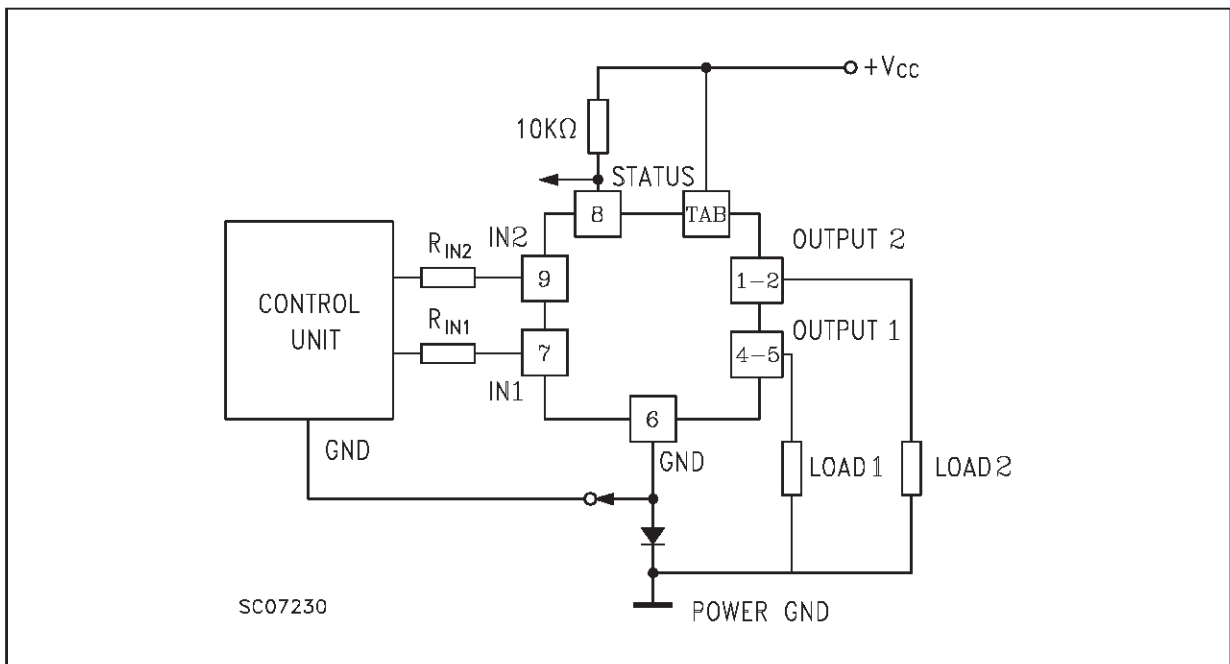 +VCC
10KΩ
STATUS
8
TAB
IN2
OUTPUT 2
RIN2
9
1-2
CONTROL
UNIT
RIN1
OUTPUT 1
7
4-5
IN1
6
GND
GND
LOAD 1
LOAD 2
SC07230
POWER GND